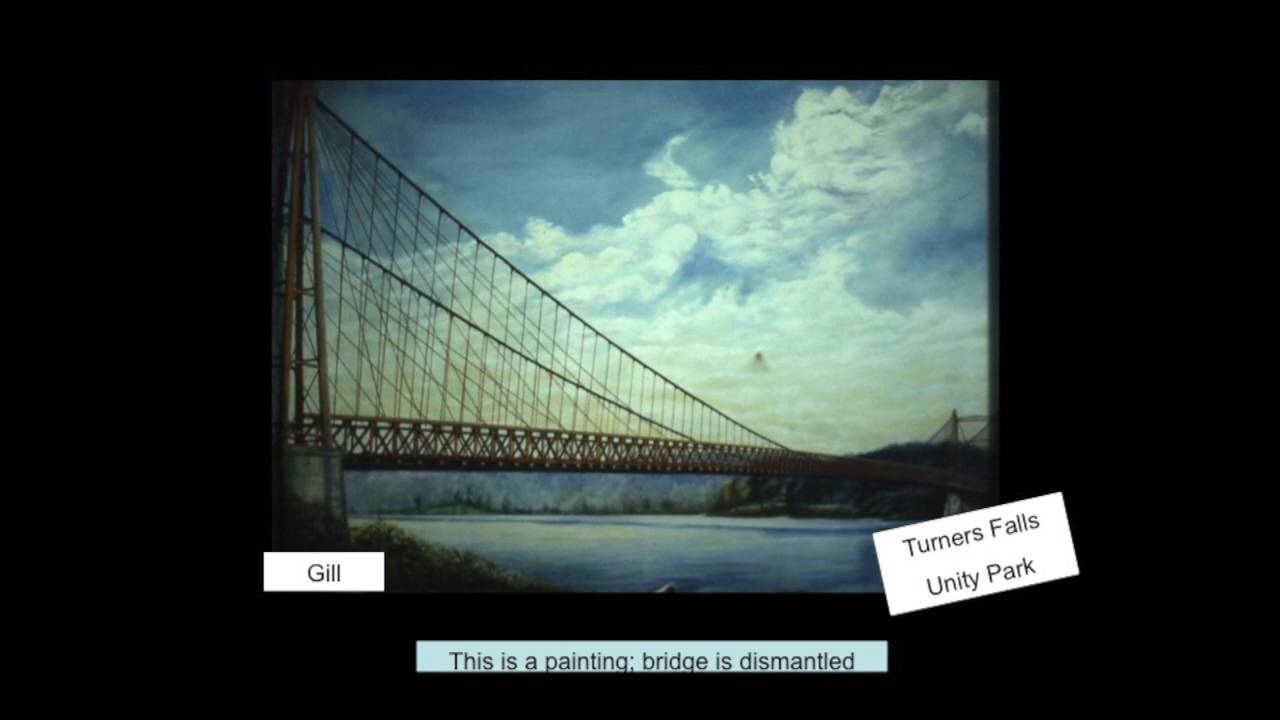 Gill
Turners Falls
Unity Park
This is a painting; bridge is dismantled